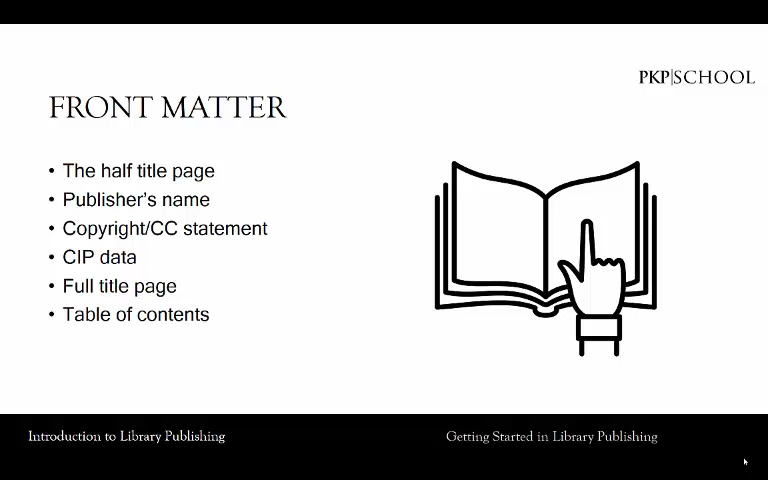 PKP|SCHOOL
FRONT MATTER
• The half title page
• Publisher's name
• Copyright/CC statement
• CIP data
• Full title page
• Table of contents
Introduction to Library Publishing
Getting Started in Library Publishing